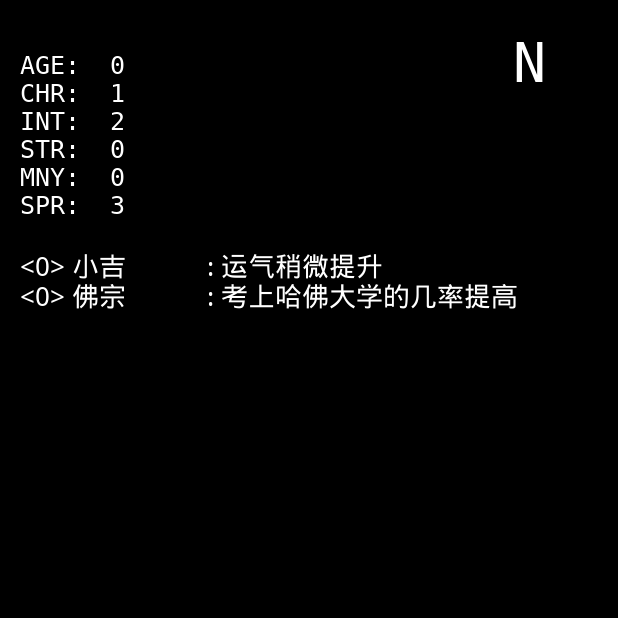 N
AGE: 0
CHR: 1
INT: 2
STR: 0
MNY: 0
SPR: 3
<O> 小吉 : 运气稍微提升
<O> 佛宗 : 考上哈佛大学的几率提高